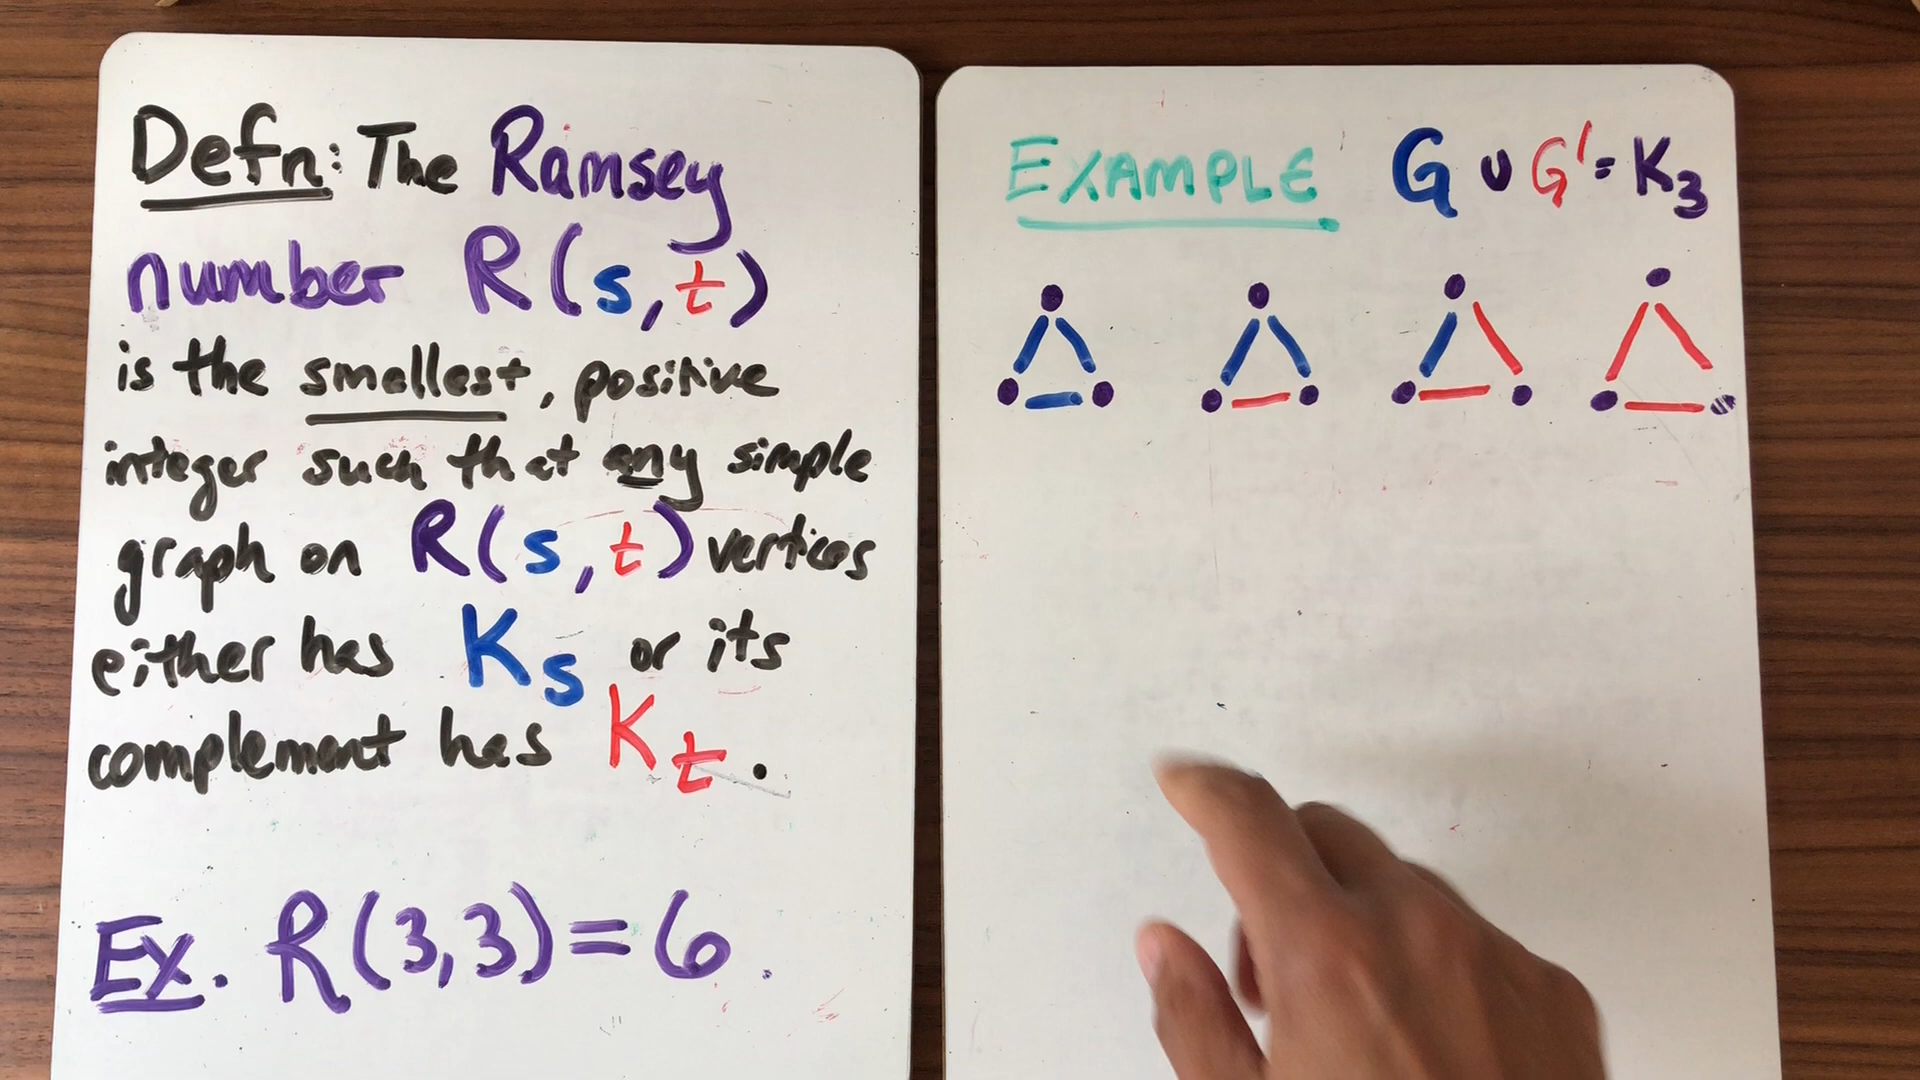 Defn: The Ramsey
number R(s,t)
is the smallest, positive
integer such that any simple
graph on R(s,t) vertices
either has Ks or its
complement has Kt.
Ex. R(3,3)=6.
EXAMPLE G ∪ G' = K3